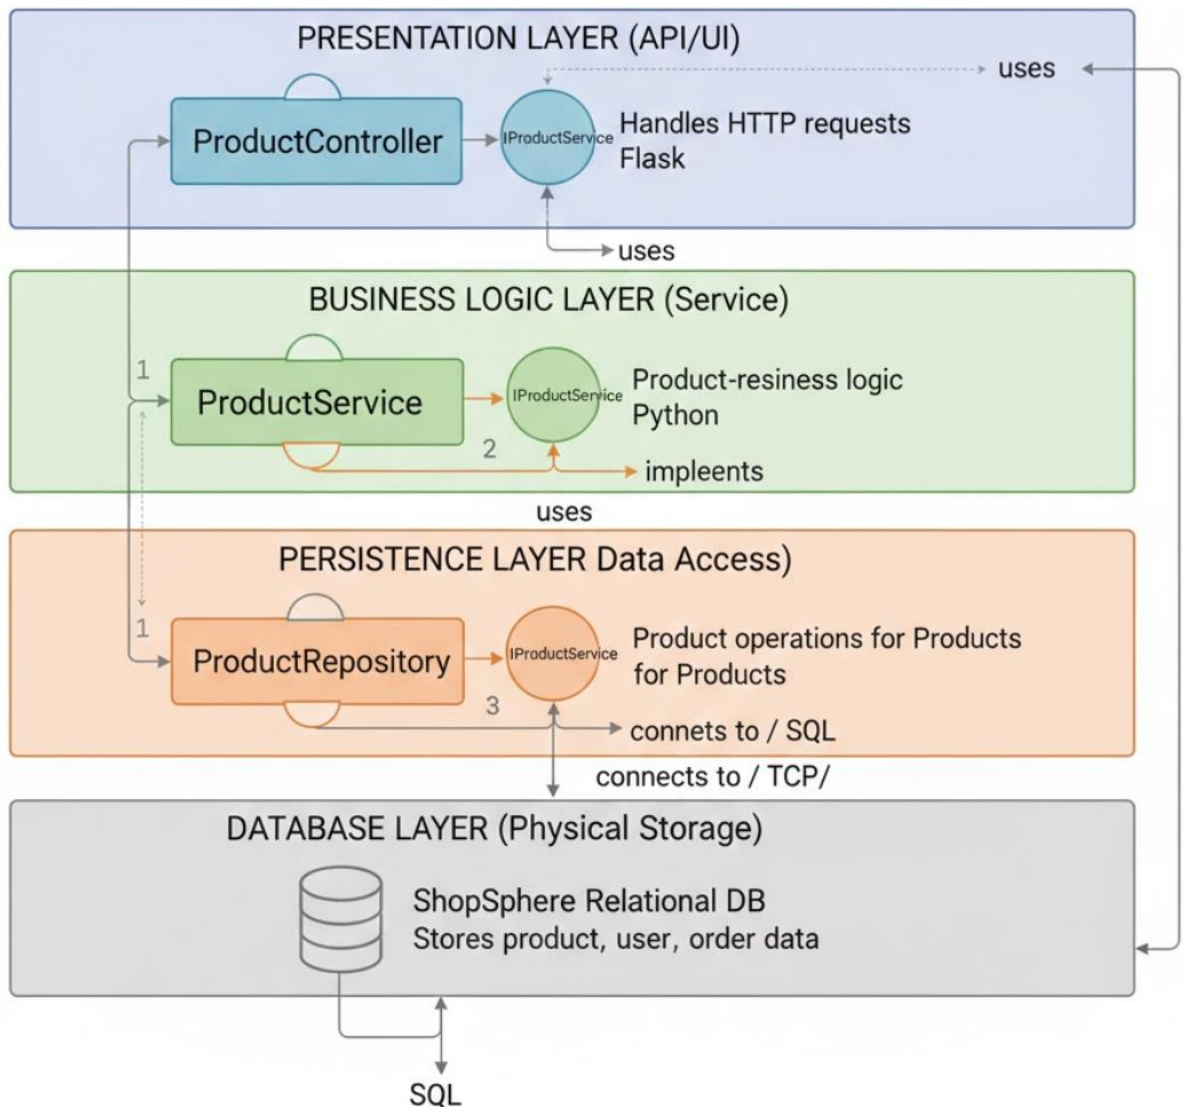 PRESENTATION LAYER (API/UI)
uses
ProductController
IProductService
Handles HTTP requests
Flask
uses
BUSINESS LOGIC LAYER (Service)
1
ProductService
IProductService
Product-resiness logic
Python
2
impleents
uses
PERSISTENCE LAYER Data Access)
1
ProductRepository
IProductService
Product operations for Products
for Products
3
connets to / SQL
connects to / TCP/
DATABASE LAYER (Physical Storage)
ShopSphere Relational DB
Stores product, user, order data
SQL